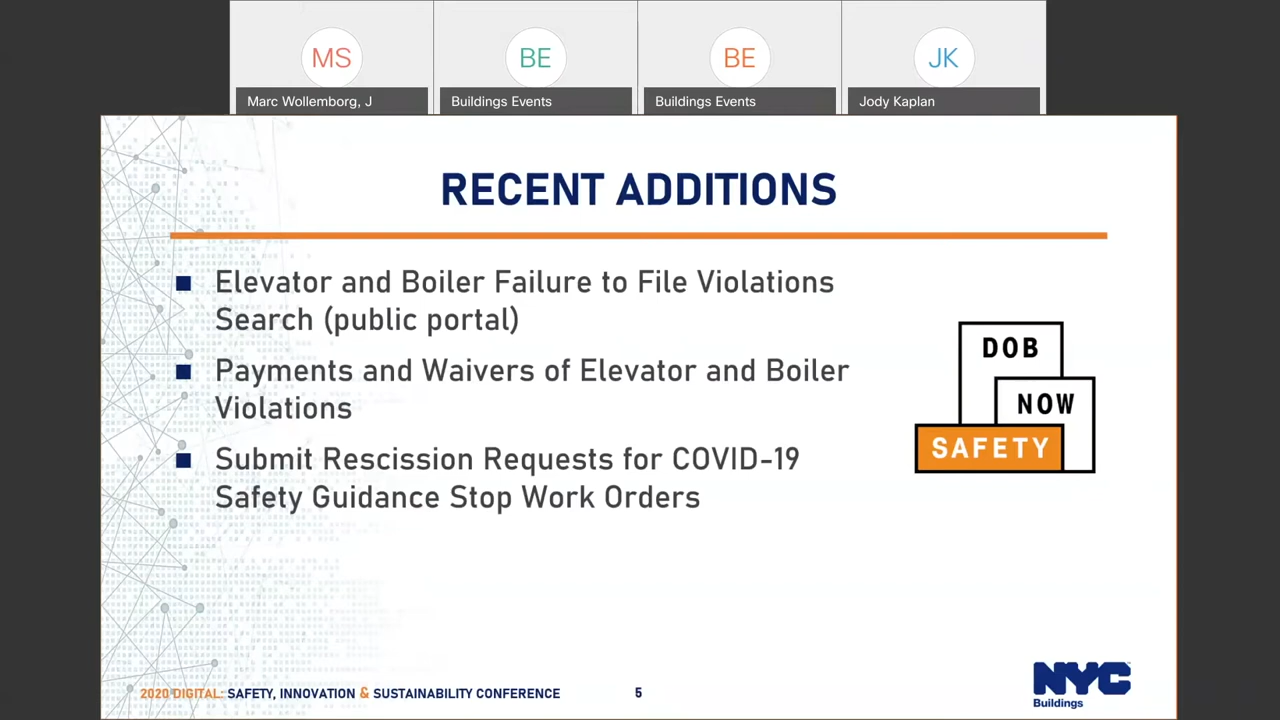 MS
BE
BE
JK
Marc Wollemborg, J
Buildings Events
Buildings Events
Jody Kaplan
RECENT ADDITIONS
Elevator and Boiler Failure to File Violations
Search (public portal)
Payments and Waivers of Elevator and Boiler
Violations
Submit Rescission Requests for COVID-19
Safety Guidance Stop Work Orders
DOB
NOW
SAFETY
2020 DIGITAL: SAFETY, INNOVATION & SUSTAINABILITY CONFERENCE
5
NYC
Buildings